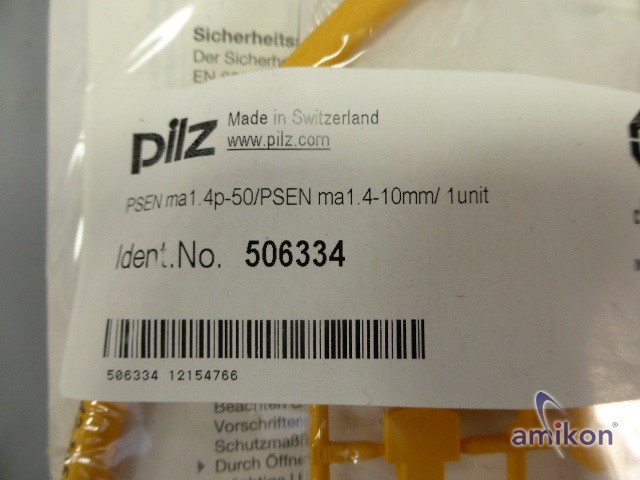 Sicherheits
Der Sicherhe
EN
pilz
Made in Switzerland
www.pilz.com
PSEN ma1.4p-50/PSEN ma1.4-10mm/ 1unit
Ident.No. 506334
506334 12154766
Beachten
Vorschriften
Schutzmaß
Durch Öffne
amikon